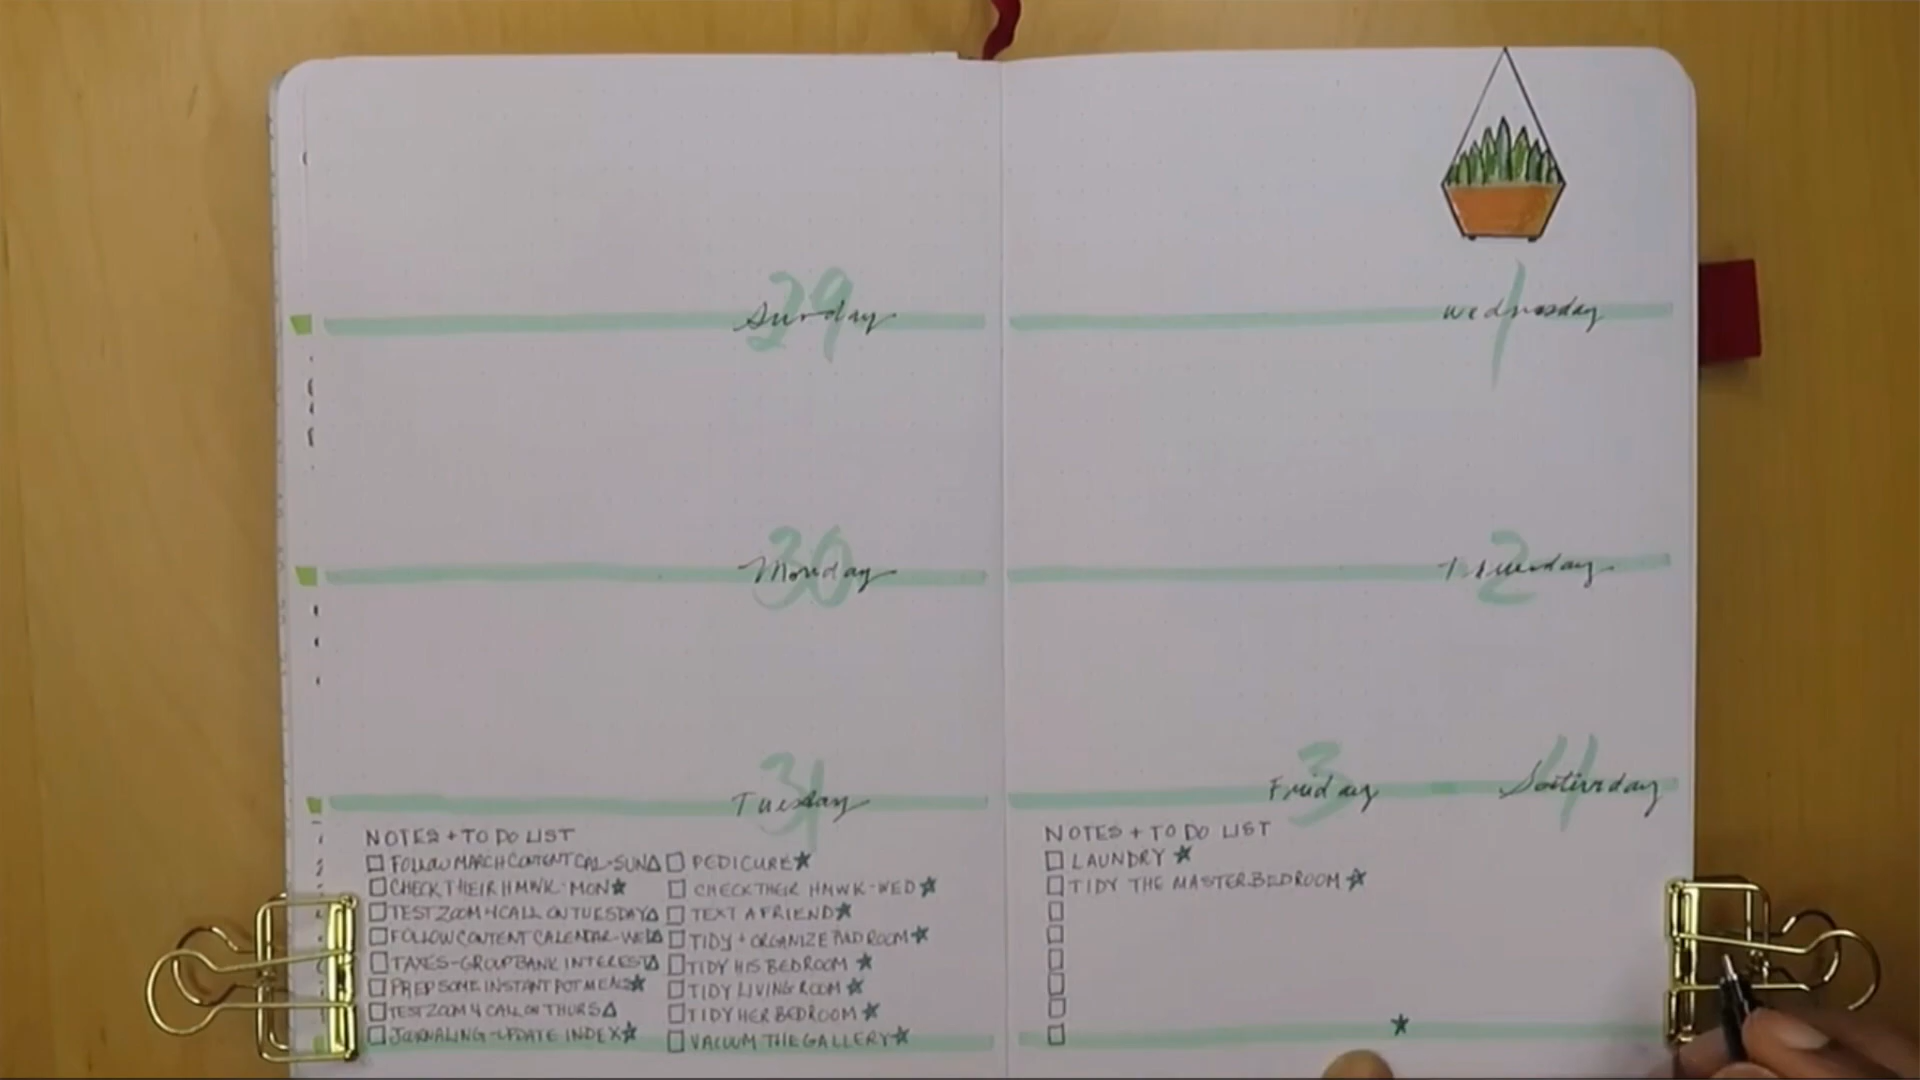 29
Sunday
30
Monday
31
Tuesday
NOTES + TO DO LIST
FOLLOW MARCH CONTENT CAL-SUN
CHECK THEIR HMWK-MON
TEST ZOOM 4 CALL ON TUESDAY
FOLLOW CONTENT CALENDAR-WED
TAXES-GROUP BANK INTEREST
PREP SOME INSTANT POT MEALS
TEST ZOOM 4 CALL ON THURS
JOURNALING-UPDATE INDEX
PEDICURE
CHECK THEIR HMWK-WED
TEXT A FRIEND
TIDY + ORGANIZE BEDROOM
TIDY HIS BEDROOM
TIDY LIVING ROOM
TIDY HER BEDROOM
VACUUM THE GALLERY
1
Wednesday
2
3
Friday
4
Saturday
NOTES + TO DO LIST
LAUNDRY
TIDY THE MASTER BEDROOM